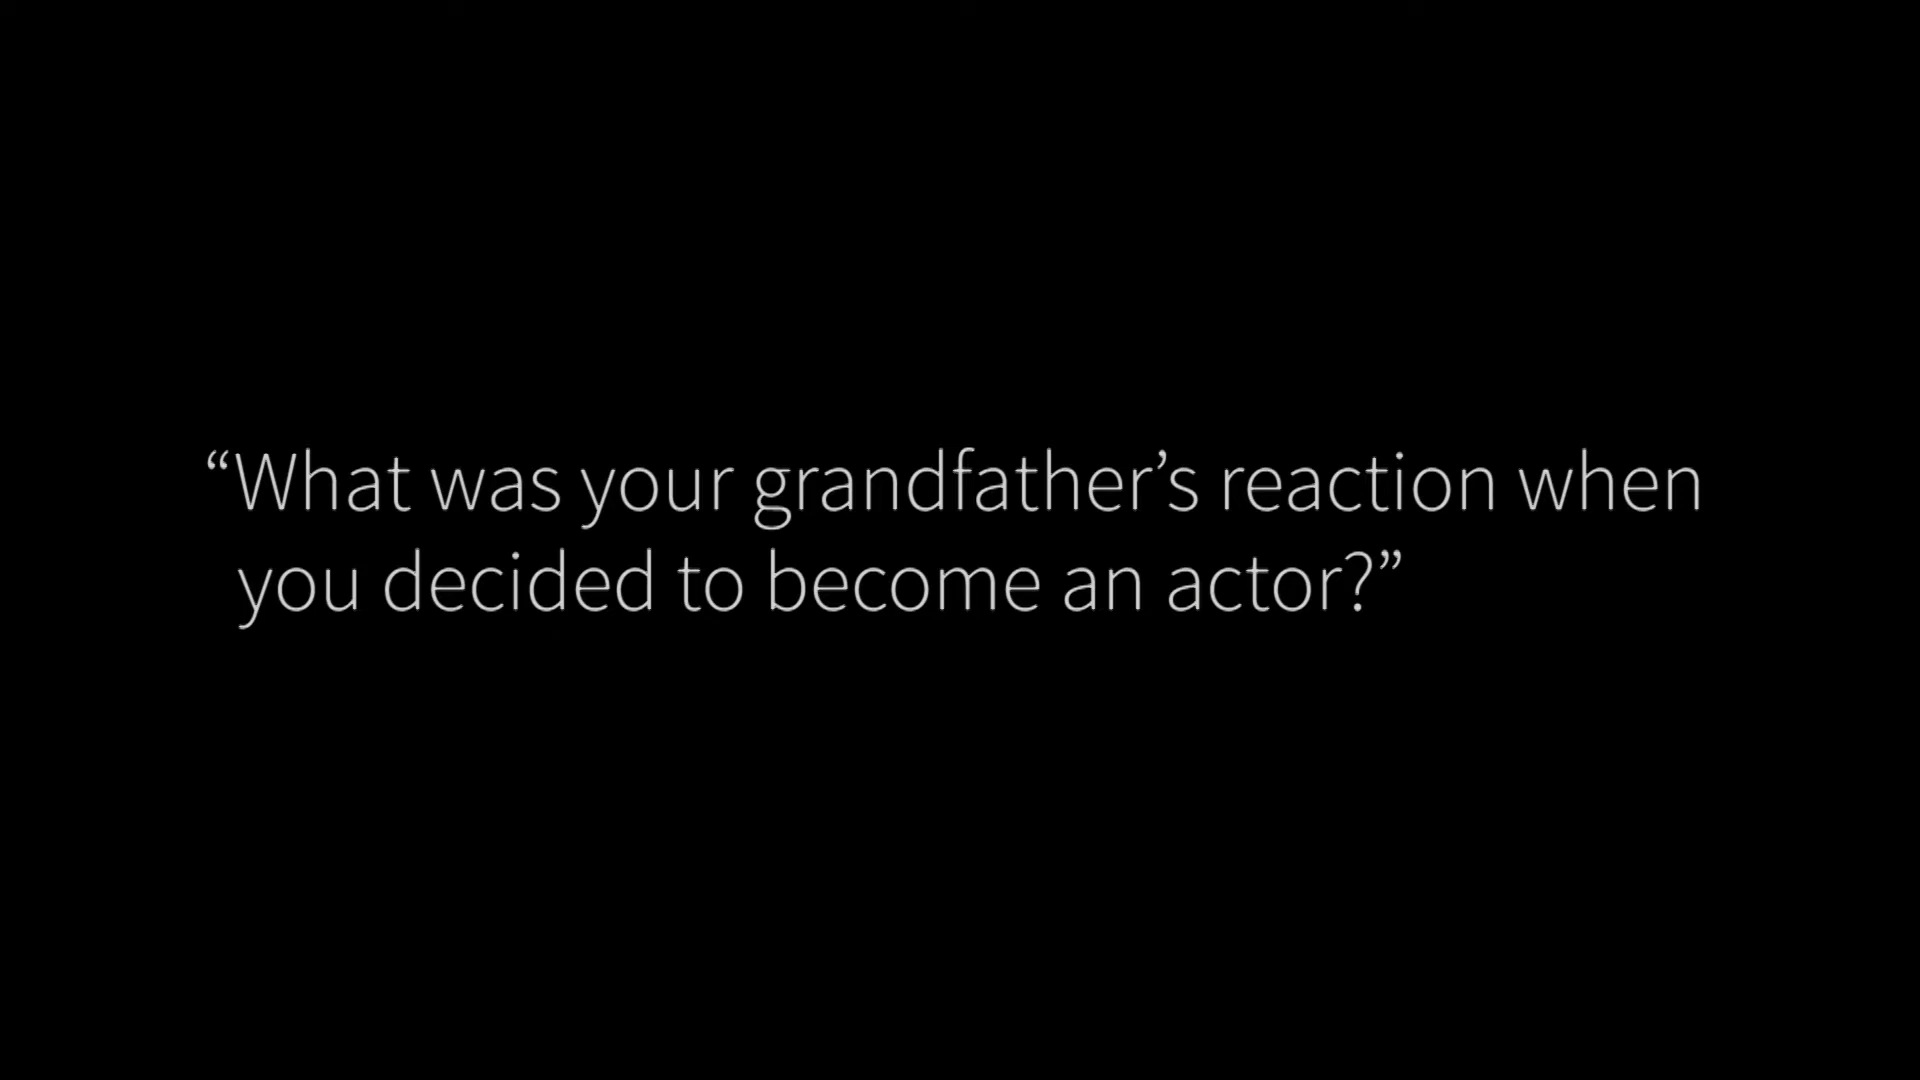 “What was your grandfather’s reaction when
you decided to become an actor?”